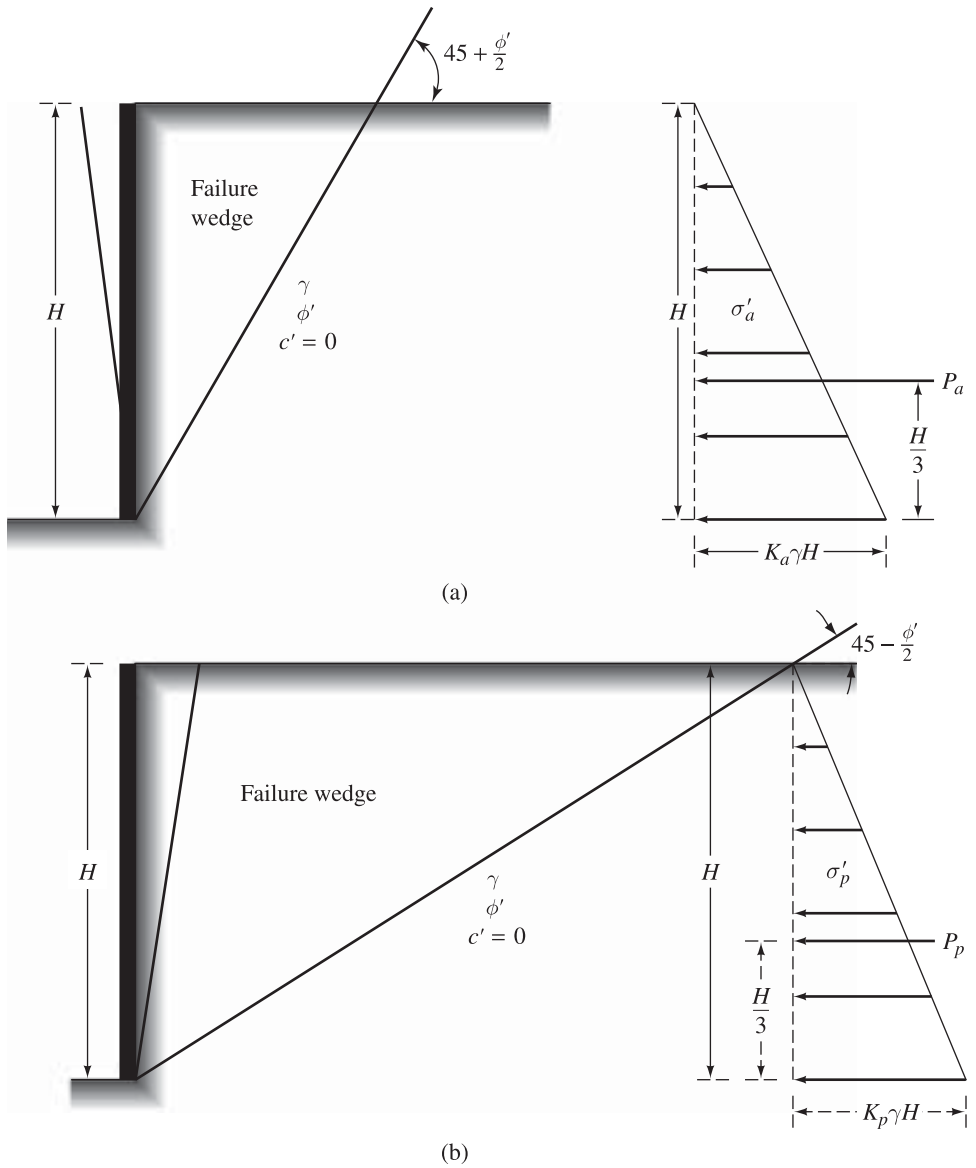 45 + ϕ′/2
Failure
wedge
γ
ϕ′
c′ = 0
H
H
σ′a
Pa
H/3
KaγH
(a)
45 − ϕ′/2
Failure wedge
γ
ϕ′
c′ = 0
H
H
σ′p
Pp
H/3
KpγH
(b)